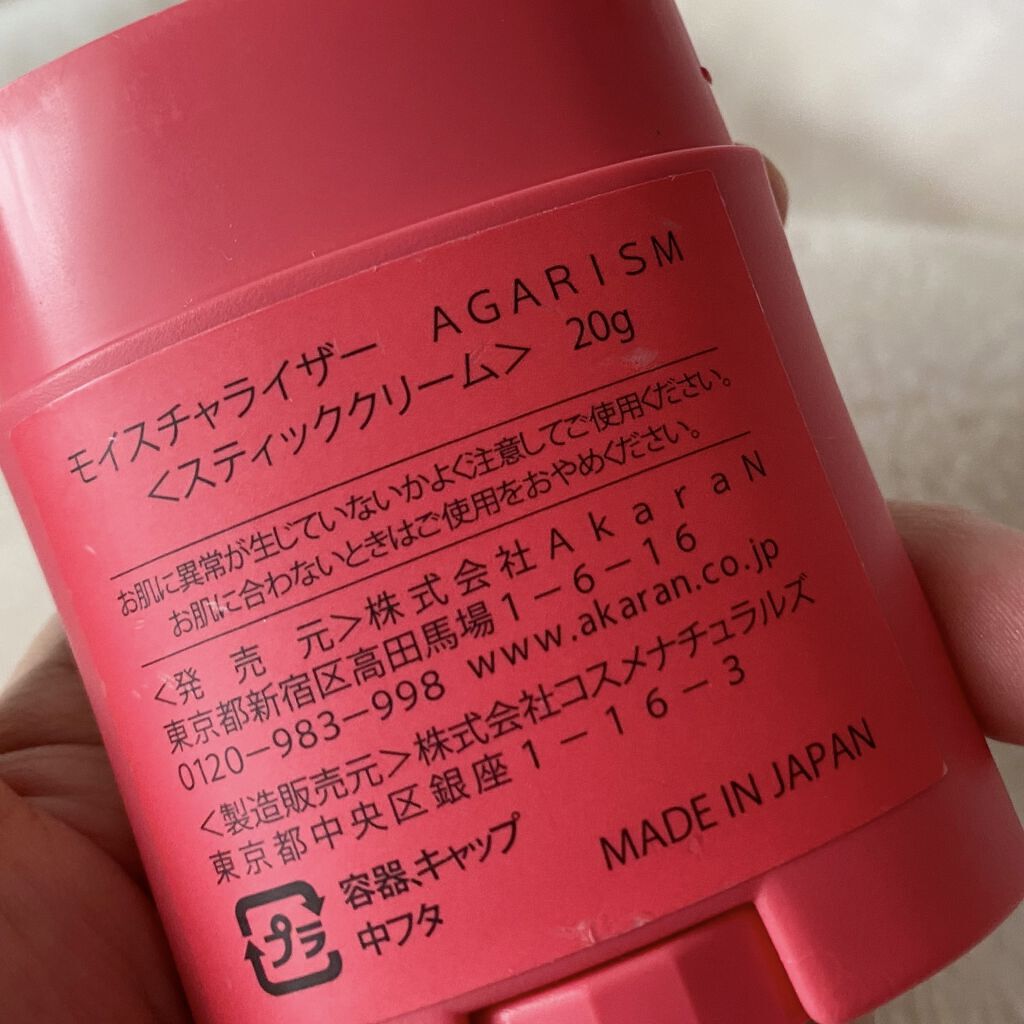 モイスチャライザー AGARISM
<スティッククリーム> 20g
お肌に異常が生じていないかよく注意してご使用ください。
お肌に合わないときはご使用をおやめください。
<発売元>株式会社AkaraN
東京都新宿区高田馬場1-6-16
0120-983-998 www.akaran.co.jp
<製造販売元>株式会社コスメナチュラルズ
東京都中央区銀座1-16-3
プラ 容器、キャップ
中フタ
MADE IN JAPAN